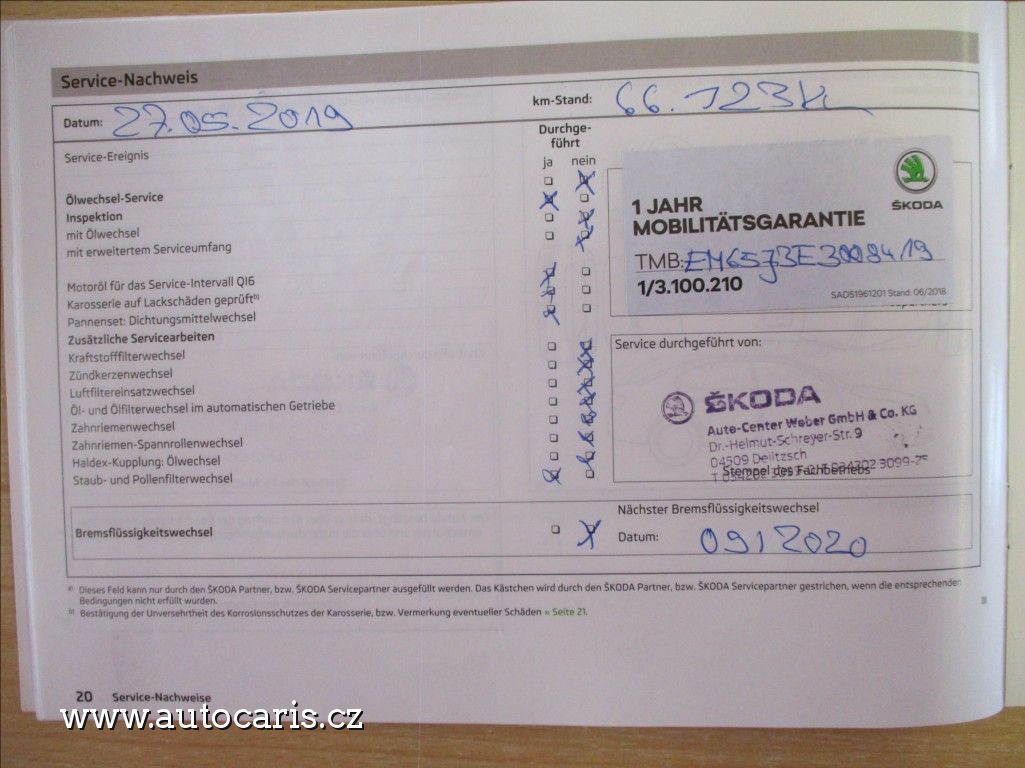 Service-Nachweis
Datum: 27.05.2019
km-Stand: 66.123 k
Durchge-
führt
Service-Ereignis
ja nein
Ölwechsel-Service
Inspektion
mit Ölwechsel
mit erweitertem Serviceumfang
Motoröl für das Service-Intervall QI6
Karosserie auf Lackschäden geprüft b)
Pannenset: Dichtungsmittelwechsel
Zusätzliche Servicearbeiten
Kraftstofffilterwechsel
Zündkerzenwechsel
Luftfiltereinsatzwechsel
Öl- und Ölfilterwechsel im automatischen Getriebe
Zahnriemenwechsel
Zahnriemen-Spannrollenwechsel
Haldex-Kupplung: Ölwechsel
Staub- und Pollenfilterwechsel
1 JAHR
MOBILITÄTSGARANTIE
ŠKODA
TMB:
1/3.100.210
SAD51961201 Stand: 06/2018
Service durchgeführt von:
ŠKODA
Auto-Center Weber GmbH & Co. KG
Dr.-Helmut-Schreyer-Str. 9
04509 Delitzsch
Stempel des Fachbetriebs
Bremsflüssigkeitswechsel
Nächster Bremsflüssigkeitswechsel
Datum: 09/2020
a) Dieses Feld kann nur durch den ŠKODA Partner, bzw. ŠKODA Servicepartner ausgefüllt werden. Das Kästchen wird durch den ŠKODA Partner, bzw. ŠKODA Servicepartner gestrichen, wenn die entsprechenden
Bedingungen nicht erfüllt wurden.
b) Bestätigung der Unversehrtheit des Korrosionsschutzes der Karosserie, bzw. Vermerkung eventueller Schäden » Seite 21.
20 Service-Nachweise
www.autocaris.cz